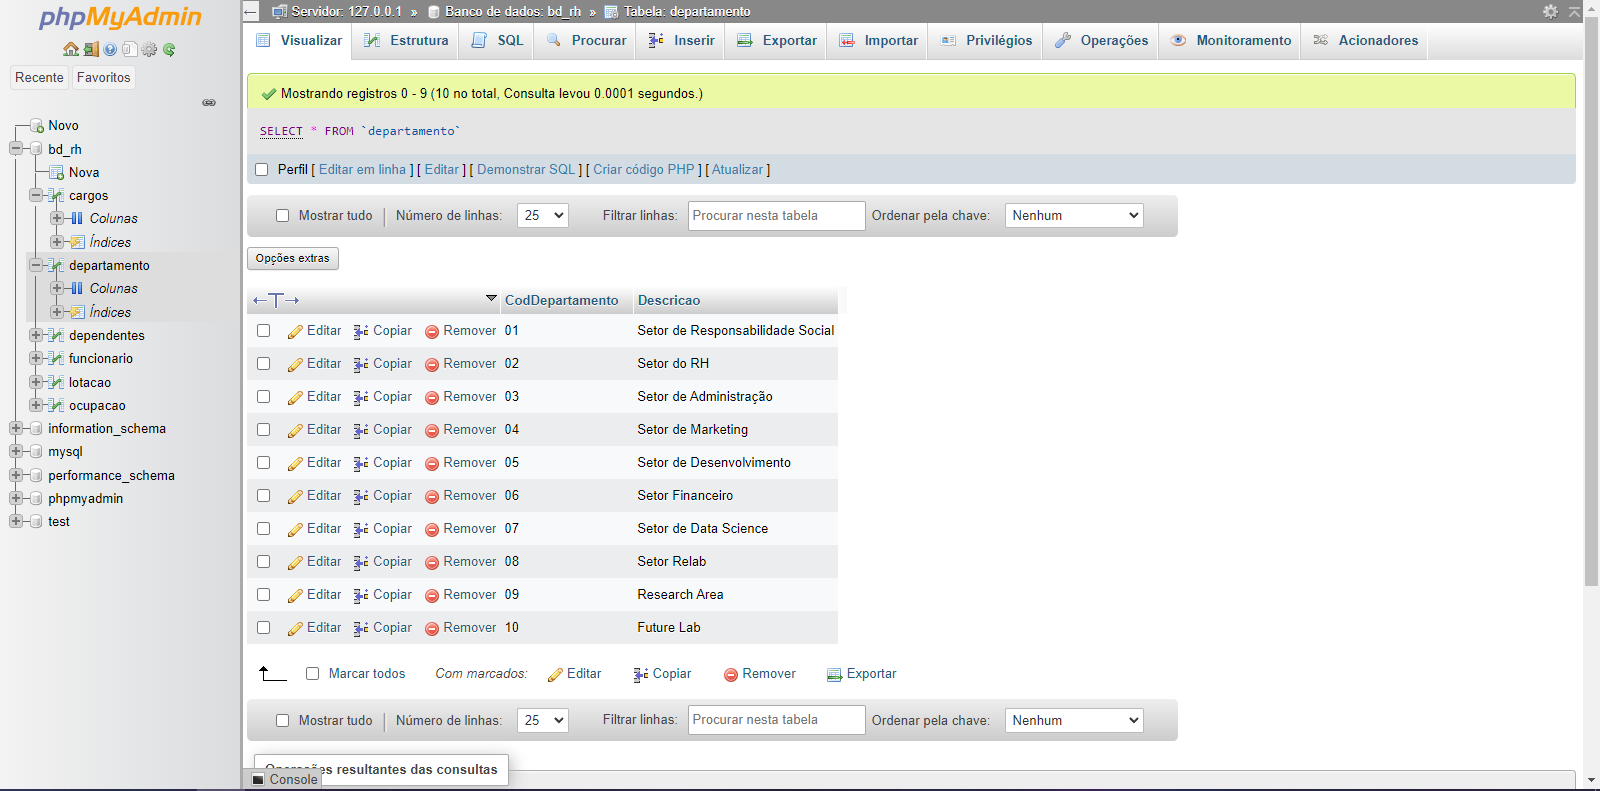 phpMyAdmin
Recente Favoritos
Novo
bd_rh
Nova
cargos
Colunas
Índices
departamento
Colunas
Índices
dependentes
funcionario
lotacao
ocupacao
information_schema
mysql
performance_schema
phpmyadmin
test
Servidor: 127.0.0.1 » Banco de dados: bd_rh » Tabela: departamento
Visualizar Estrutura SQL Procurar Inserir Exportar Importar Privilégios Operações Monitoramento Acionadores
Mostrando registros 0 - 9 (10 no total, Consulta levou 0.0001 segundos.)
SELECT * FROM `departamento`
Perfil [ Editar em linha ] [ Editar ] [ Demonstrar SQL ] [ Criar código PHP ] [ Atualizar ]
Mostrar tudo | Número de linhas: 25 Filtrar linhas: Procurar nesta tabela Ordenar pela chave: Nenhum
Opções extras
←T→ CodDepartamento Descricao
Editar Copiar Remover 01 Setor de Responsabilidade Social
Editar Copiar Remover 02 Setor do RH
Editar Copiar Remover 03 Setor de Administração
Editar Copiar Remover 04 Setor de Marketing
Editar Copiar Remover 05 Setor de Desenvolvimento
Editar Copiar Remover 06 Setor Financeiro
Editar Copiar Remover 07 Setor de Data Science
Editar Copiar Remover 08 Setor Relab
Editar Copiar Remover 09 Research Area
Editar Copiar Remover 10 Future Lab
Marcar todos Com marcados: Editar Copiar Remover Exportar
Mostrar tudo | Número de linhas: 25 Filtrar linhas: Procurar nesta tabela Ordenar pela chave: Nenhum
Operações resultantes das consultas
Console